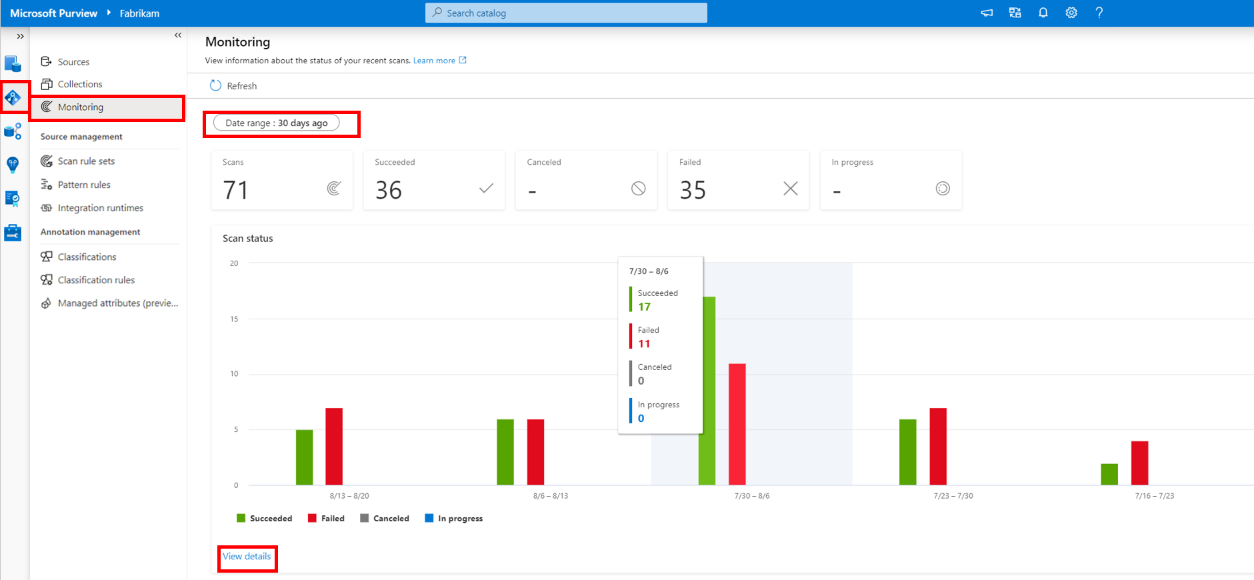 Microsoft Purview ▸ Fabrikam
Search catalog
Sources
Collections
Monitoring
Source management
Scan rule sets
Pattern rules
Integration runtimes
Annotation management
Classifications
Classification rules
Managed attributes (previe...
Monitoring
View information about the status of your recent scans. Learn more
Refresh
Date range : 30 days ago
Scans
71
Succeeded
36
Canceled
-
Failed
35
In progress
-
Scan status
20
15
10
5
0
7/30 – 8/6
Succeeded
17
Failed
11
Canceled
0
In progress
0
8/13 – 8/20
8/6 – 8/13
7/30 – 8/6
7/23 – 7/30
7/16 – 7/23
Succeeded Failed Canceled In progress
View details